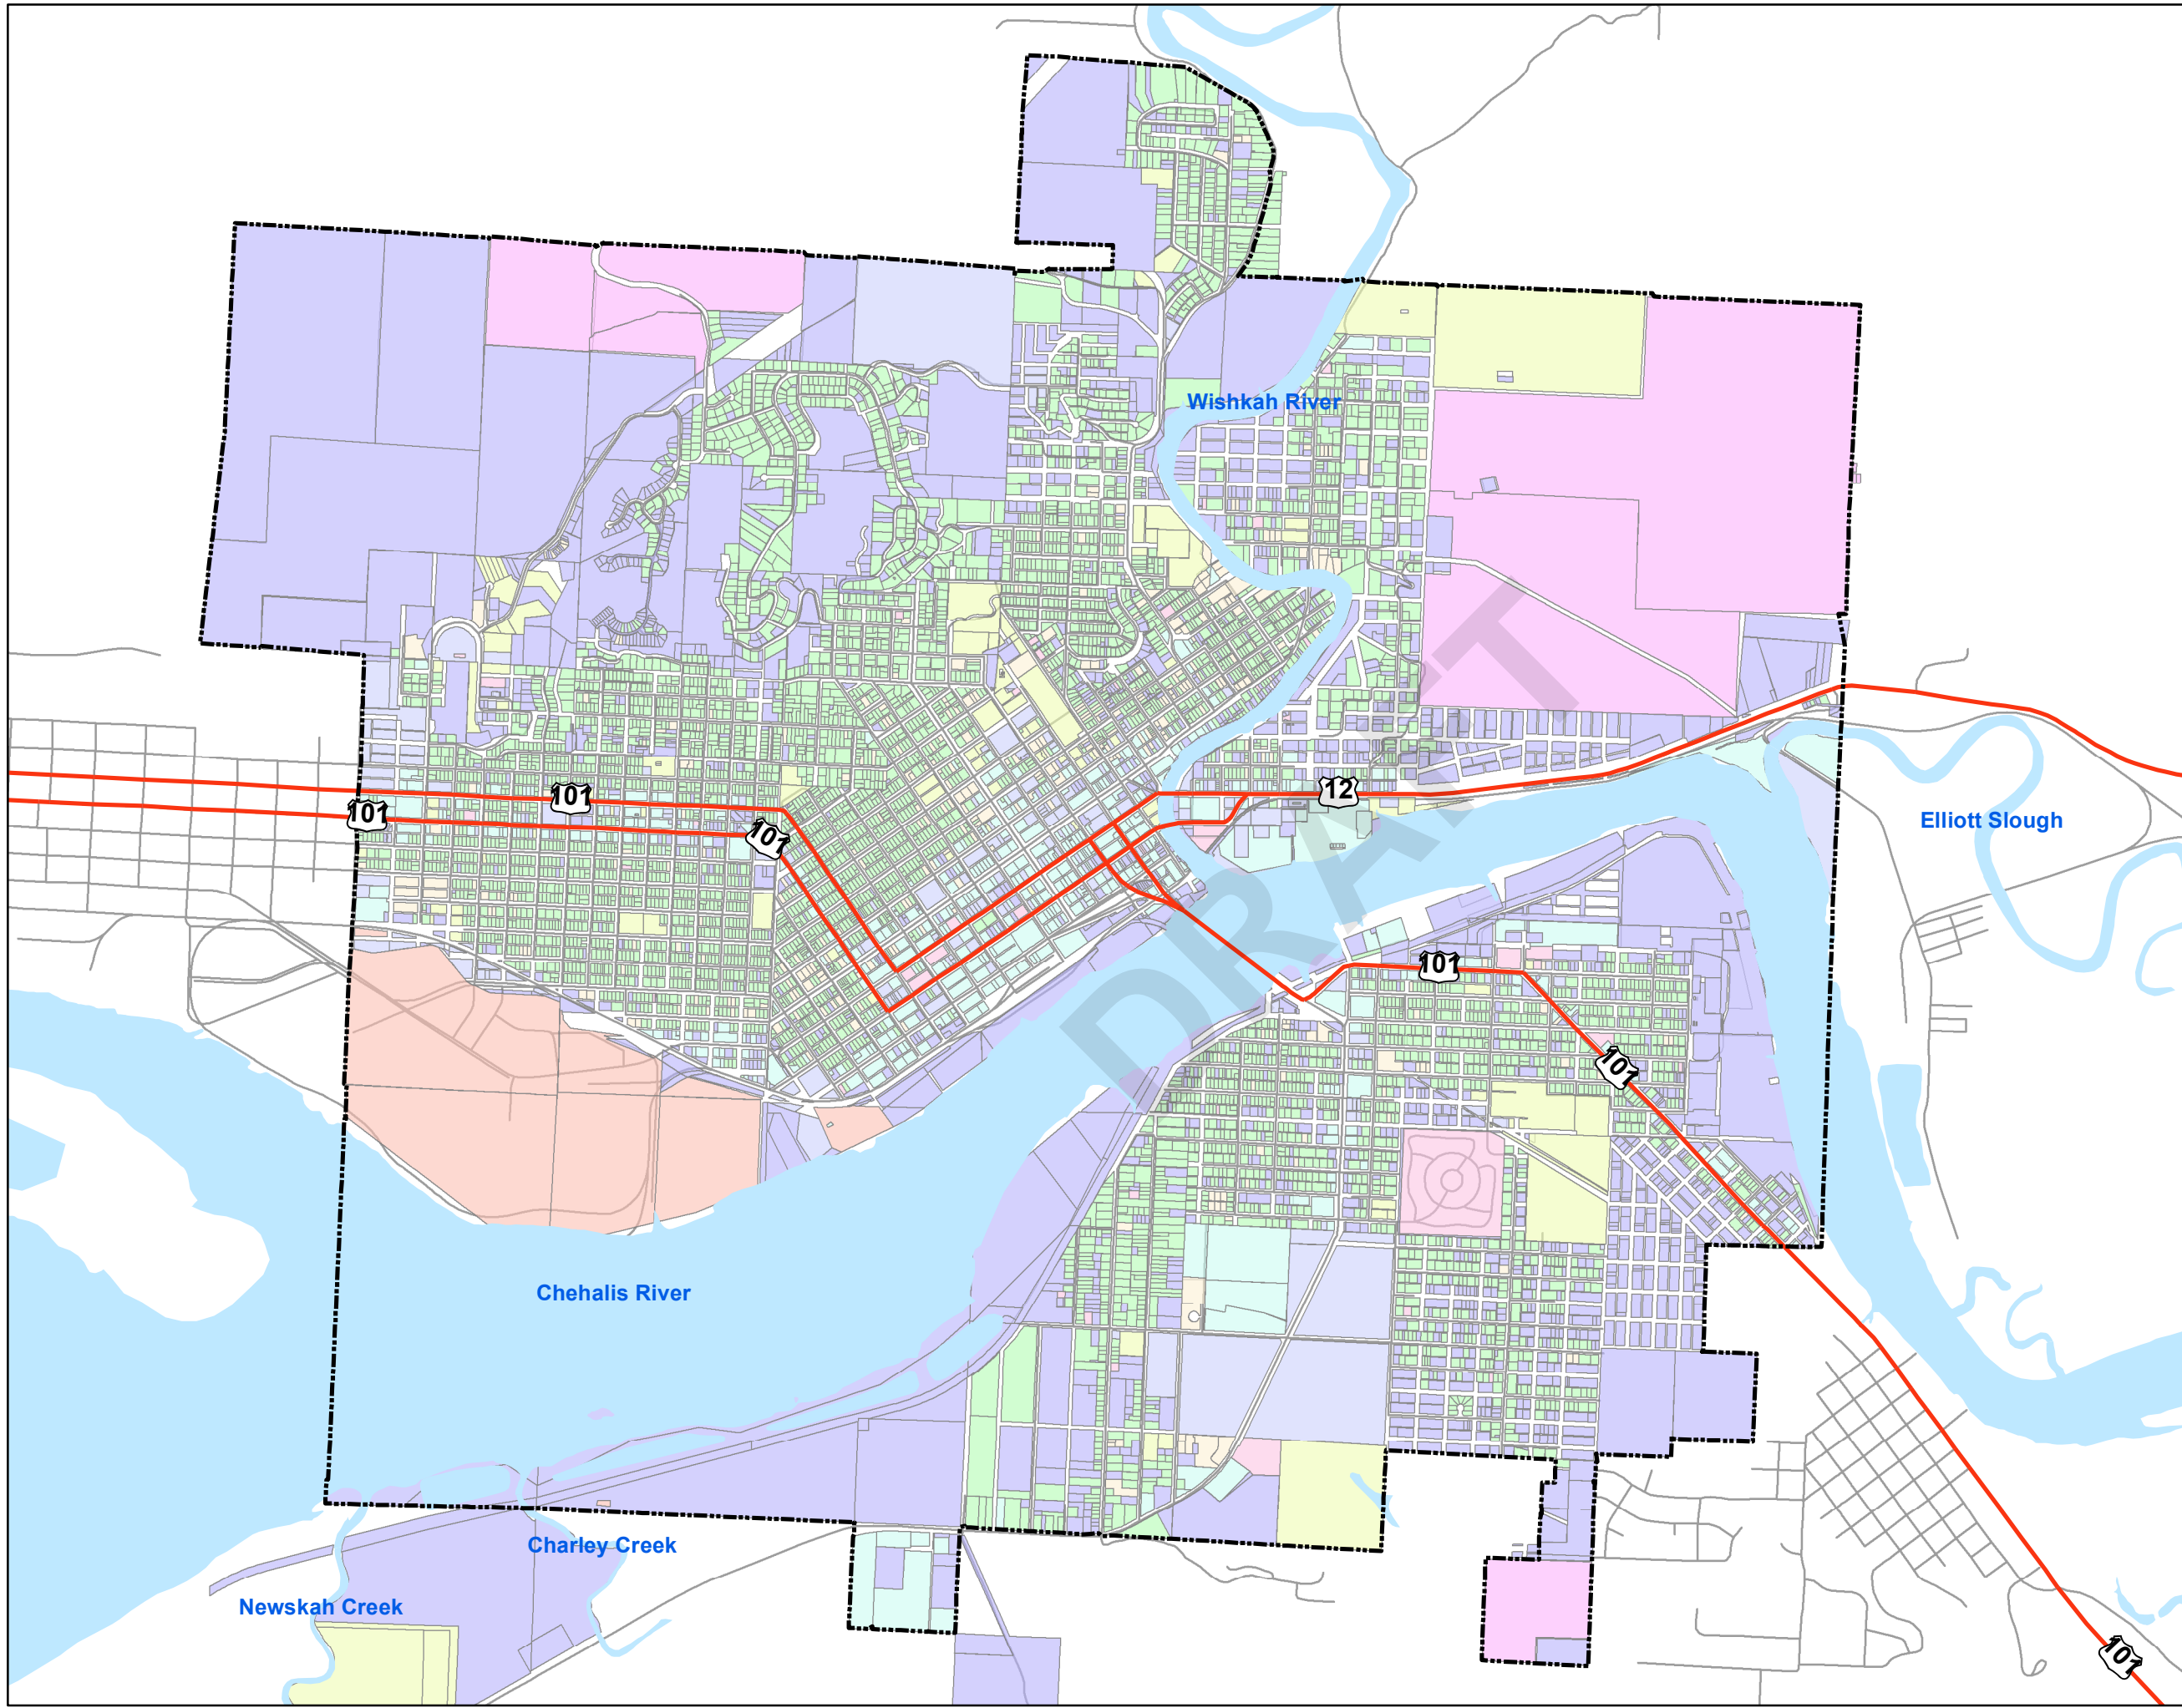 Wishkah River
101
12
101
Elliott Slough
101
DRAFT
101
101
Chehalis River
Charley Creek
Newskah Creek
101